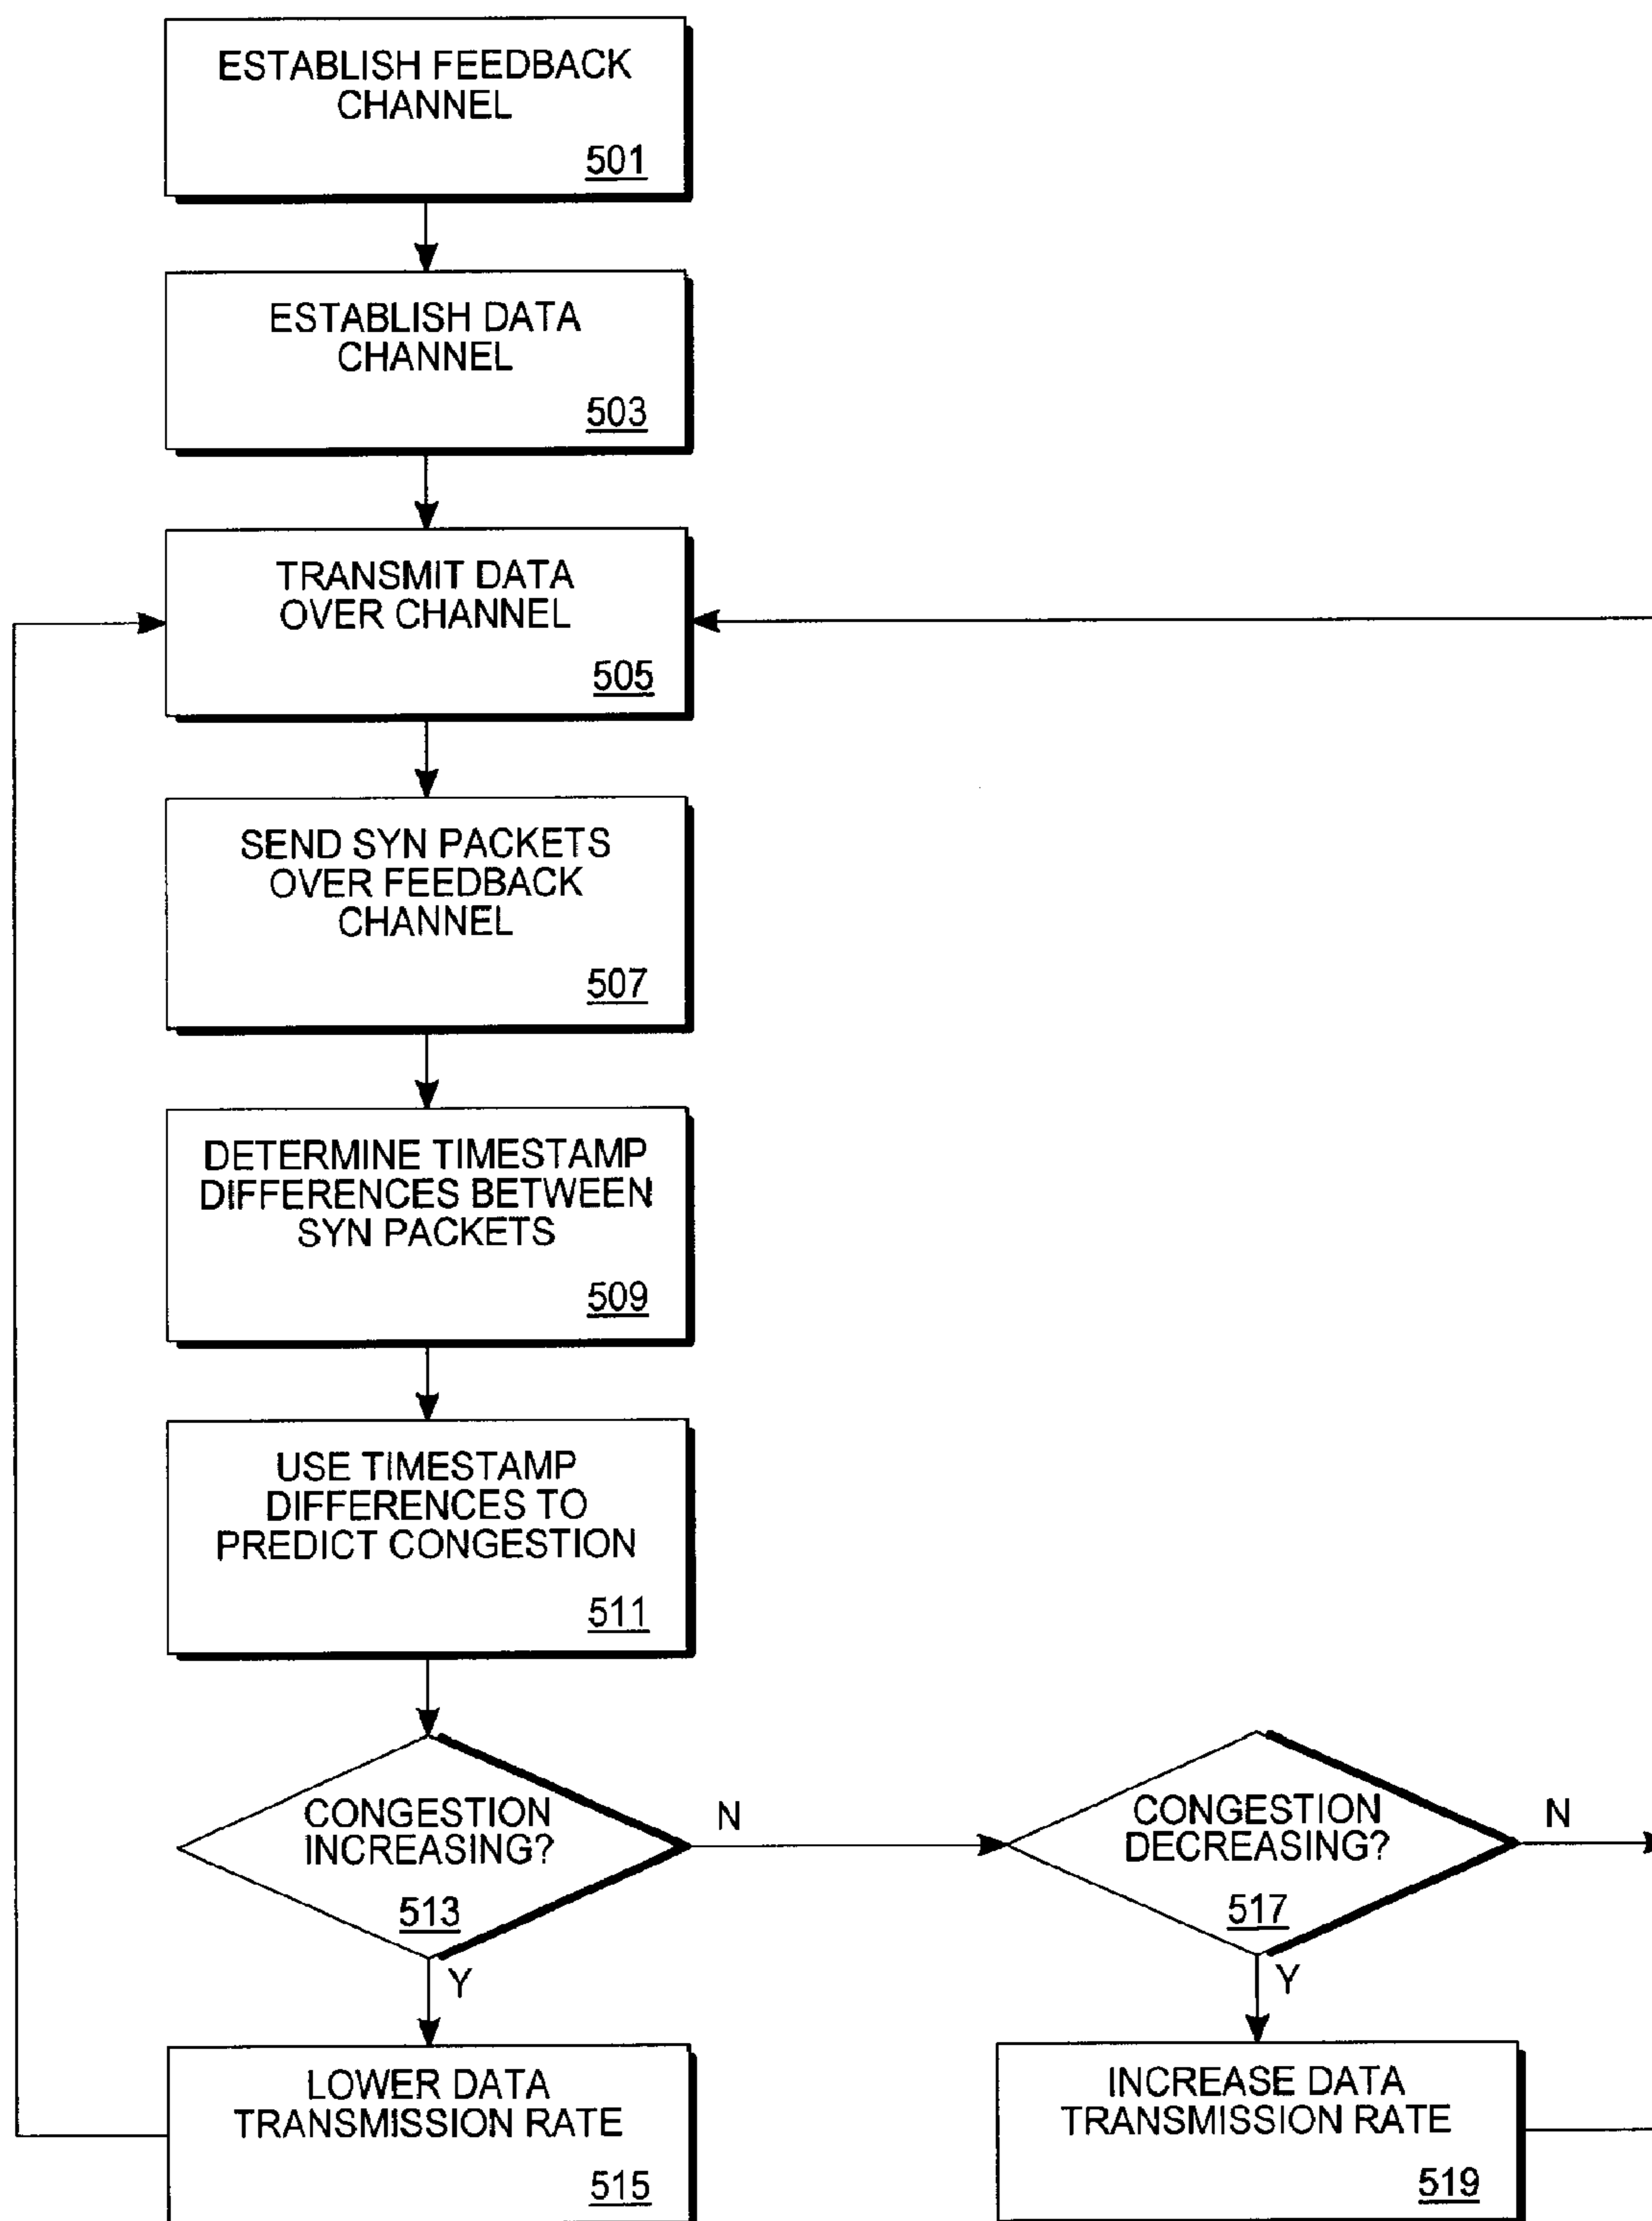 ESTABLISH FEEDBACK
CHANNEL
501
ESTABLISH DATA
CHANNEL
503
TRANSMIT DATA
OVER CHANNEL
505
SEND SYN PACKETS
OVER FEEDBACK
CHANNEL
507
DETERMINE TIMESTAMP
DIFFERENCES BETWEEN
SYN PACKETS
509
USE TIMESTAMP
DIFFERENCES TO
PREDICT CONGESTION
511
CONGESTION
INCREASING?
513
N
Y
CONGESTION
DECREASING?
517
N
Y
LOWER DATA
TRANSMISSION RATE
515
INCREASE DATA
TRANSMISSION RATE
519